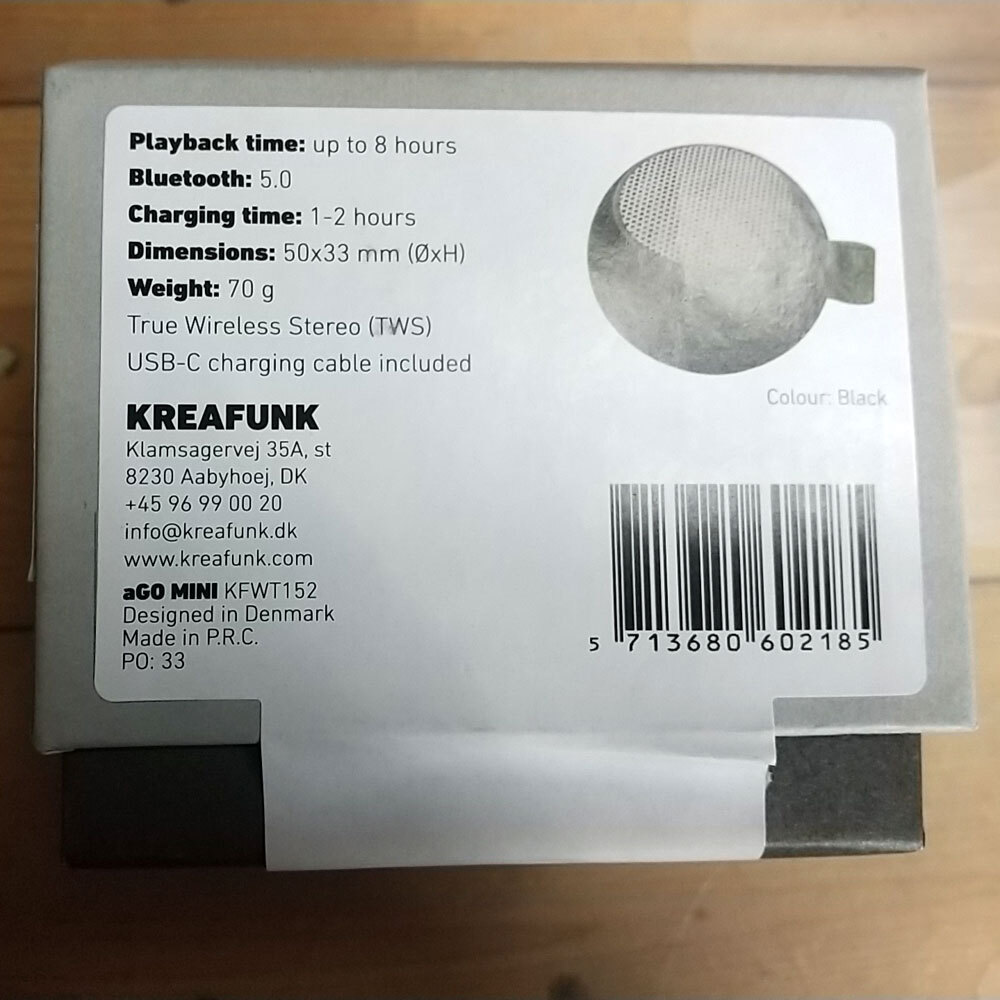 Playback time: up to 8 hours
Bluetooth: 5.0
Charging time: 1-2 hours
Dimensions: 50x33 mm (ØxH)
Weight: 70 g
True Wireless Stereo (TWS)
USB-C charging cable included
Colour: Black
KREAFUNK
Klamsagervej 35A, st
8230 Aabyhoej, DK
+45 96 99 00 20
info@kreafunk.dk
www.kreafunk.com
aGO MINI KFWT152
Designed in Denmark
Made in P.R.C.
PO: 33
5 713680 602185